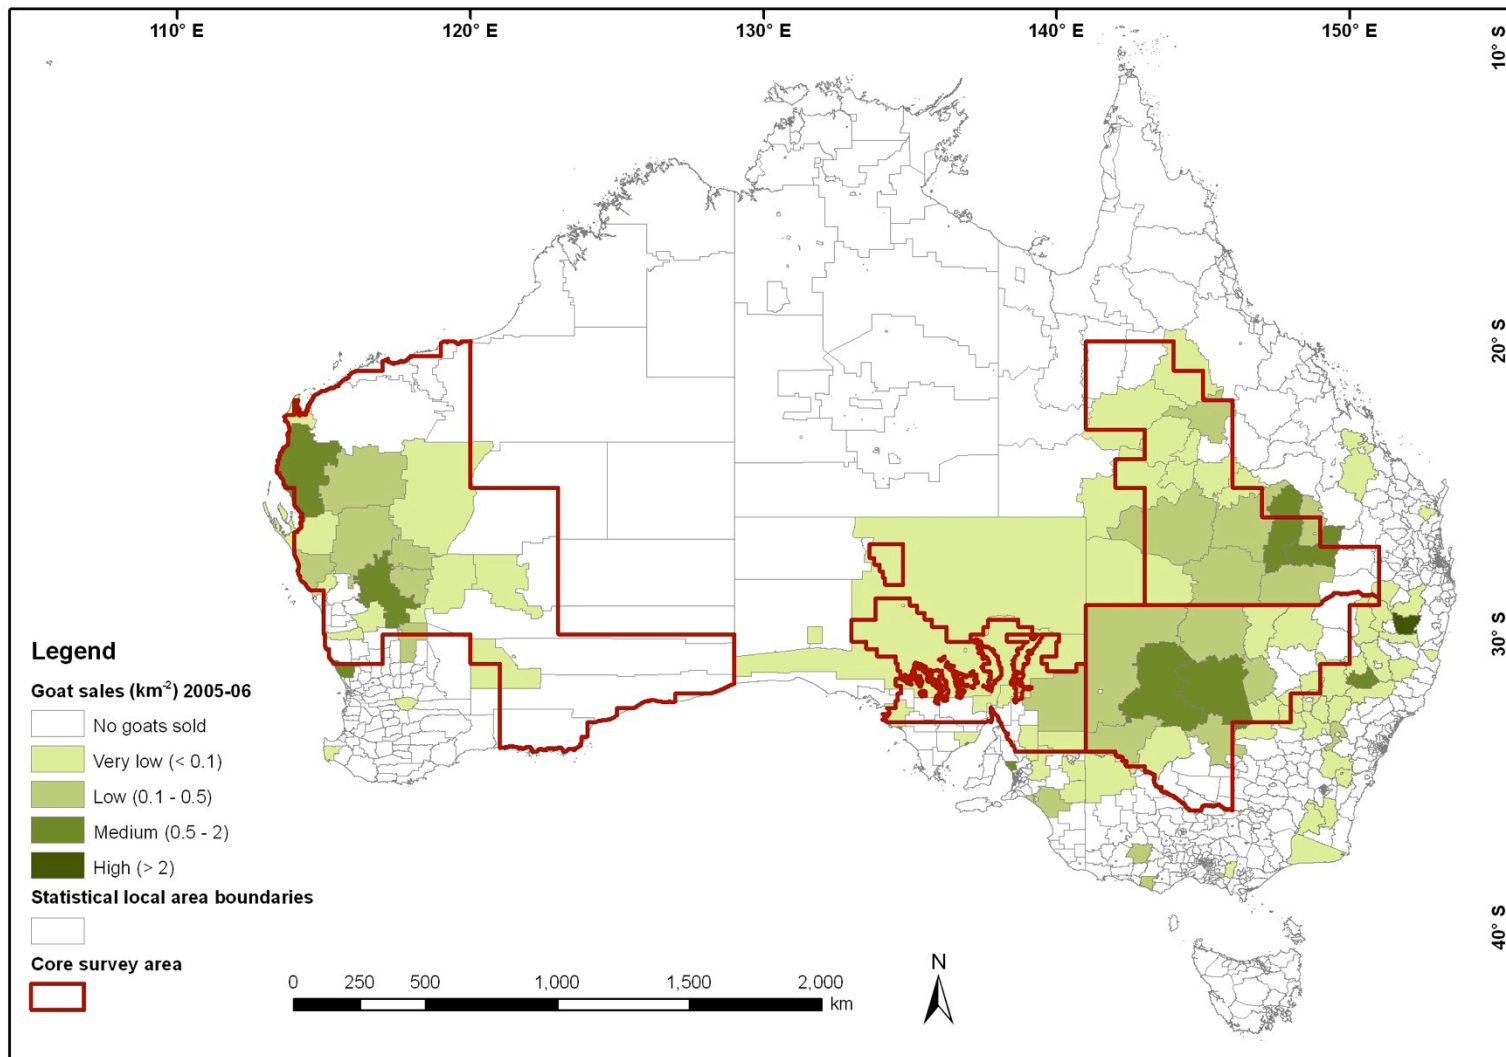 110° E 120° E 130° E 140° E 150° E
10° S
20° S
30° S
40° S
Legend
Goat sales (km⁻²) 2005-06
No goats sold
Very low (< 0.1)
Low (0.1 - 0.5)
Medium (0.5 - 2)
High (> 2)
Statistical local area boundaries
Core survey area
0 250 500 1,000 1,500 2,000
km
N